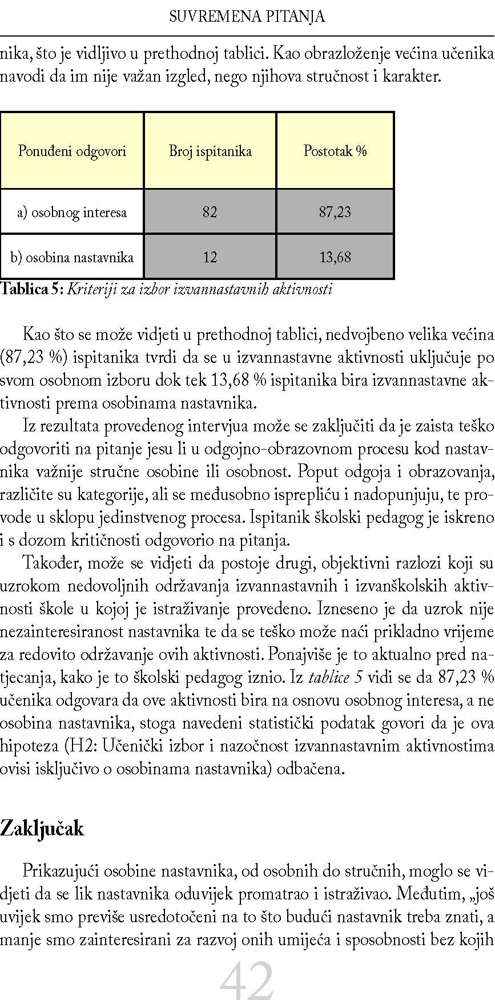 SUVREMENA PITANJA
nika, što je vidljivo u prethodnoj tablici. Kao obrazloženje većina učenika
navodi da im nije važan izgled, nego njihova stručnost i karakter.
Ponuđeni odgovori Broj ispitanika Postotak %
a) osobnog interesa 82 87,23
b) osobina nastavnika 12 13,68
Tablica 5: Kriteriji za izbor izvannastavnih aktivnosti
Kao što se može vidjeti u prethodnoj tablici, nedvojbeno velika većina
(87,23 %) ispitanika tvrdi da se u izvannastavne aktivnosti uključuje po
svom osobnom izboru dok tek 13,68 % ispitanika bira izvannastavne ak-
tivnosti prema osobinama nastavnika.
Iz rezultata provedenog intervjua može se zaključiti da je zaista teško
odgovoriti na pitanje jesu li u odgojno-obrazovnom procesu kod nastav-
nika važnije stručne osobine ili osobnost. Poput odgoja i obrazovanja,
različite su kategorije, ali se međusobno isprepliću i nadopunjuju, te pro-
vode u sklopu jedinstvenog procesa. Ispitanik školski pedagog je iskreno
i s dozom kritičnosti odgovorio na pitanja.
Također, može se vidjeti da postoje drugi, objektivni razlozi koji su
uzrokom nedovoljnih održavanja izvannastavnih i izvanškolskih aktiv-
nosti škole u kojoj je istraživanje provedeno. Izneseno je da uzrok nije
nezainteresiranost nastavnika te da se teško može naći prikladno vrijeme
za redovito održavanje ovih aktivnosti. Ponajviše je to aktualno pred na-
tjecanja, kako je to školski pedagog iznio. Iz tablice 5 vidi se da 87,23 %
učenika odgovara da ove aktivnosti bira na osnovu osobnog interesa, a ne
osobina nastavnika, stoga navedeni statistički podatak govori da je ova
hipoteza (H2: Učenički izbor i nazočnost izvannastavnim aktivnostima
ovisi isključivo o osobinama nastavnika) odbačena.
Zaključak
Prikazujući osobine nastavnika, od osobnih do stručnih, moglo se vi-
djeti da se lik nastavnika oduvijek promatrao i istraživao. Međutim, „još
uvijek smo previše usredotočeni na to što budući nastavnik treba znati, a
manje smo zainteresirani za razvoj onih umijeća i sposobnosti bez kojih
42